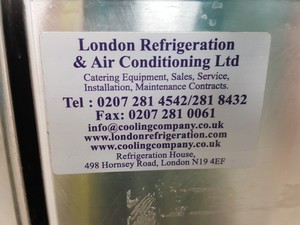 London Refrigeration
& Air Conditioning Ltd
Catering Equipment, Sales, Service,
Installation, Maintenance Contracts.
Tel : 0207 281 4542/281 8432
Fax: 0207 281 0061
info@coolingcompany.co.uk
www.londonrefrigeration.com
www.coolingcompany.co.uk
Refrigeration House,
498 Hornsey Road, London N19 4EF